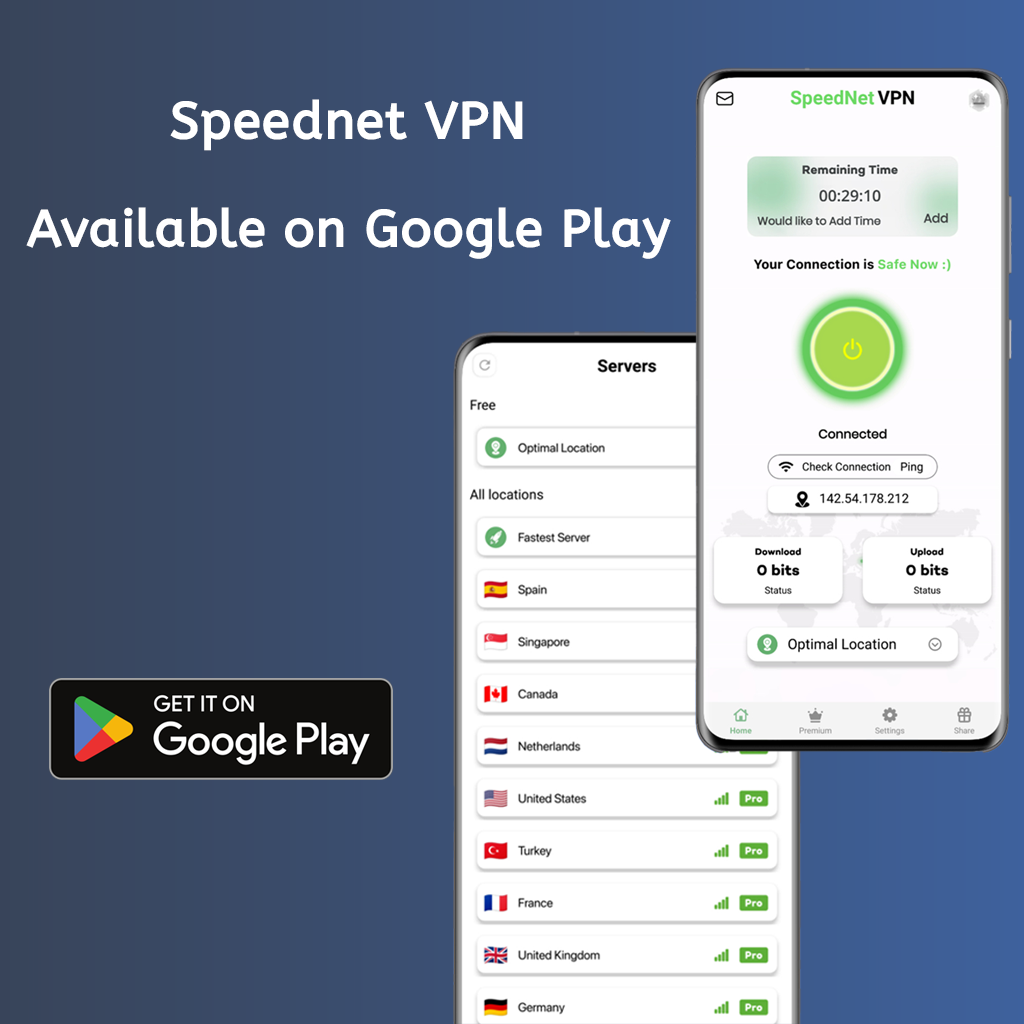 Speednet VPN
Available on Google Play
GET IT ON
Google Play
Servers
Free
Optimal Location
All locations
Fastest Server
Spain
Singapore
Canada
Netherlands
United States Pro
Turkey Pro
France Pro
United Kingdom Pro
Germany Pro
SpeedNet VPN
Remaining Time
00:29:10
Would like to Add Time Add
Your Connection is Safe Now :)
Connected
Check Connection Ping
142.54.178.212
Download Upload
0 bits 0 bits
Status Status
Optimal Location
Home Premium Settings Share